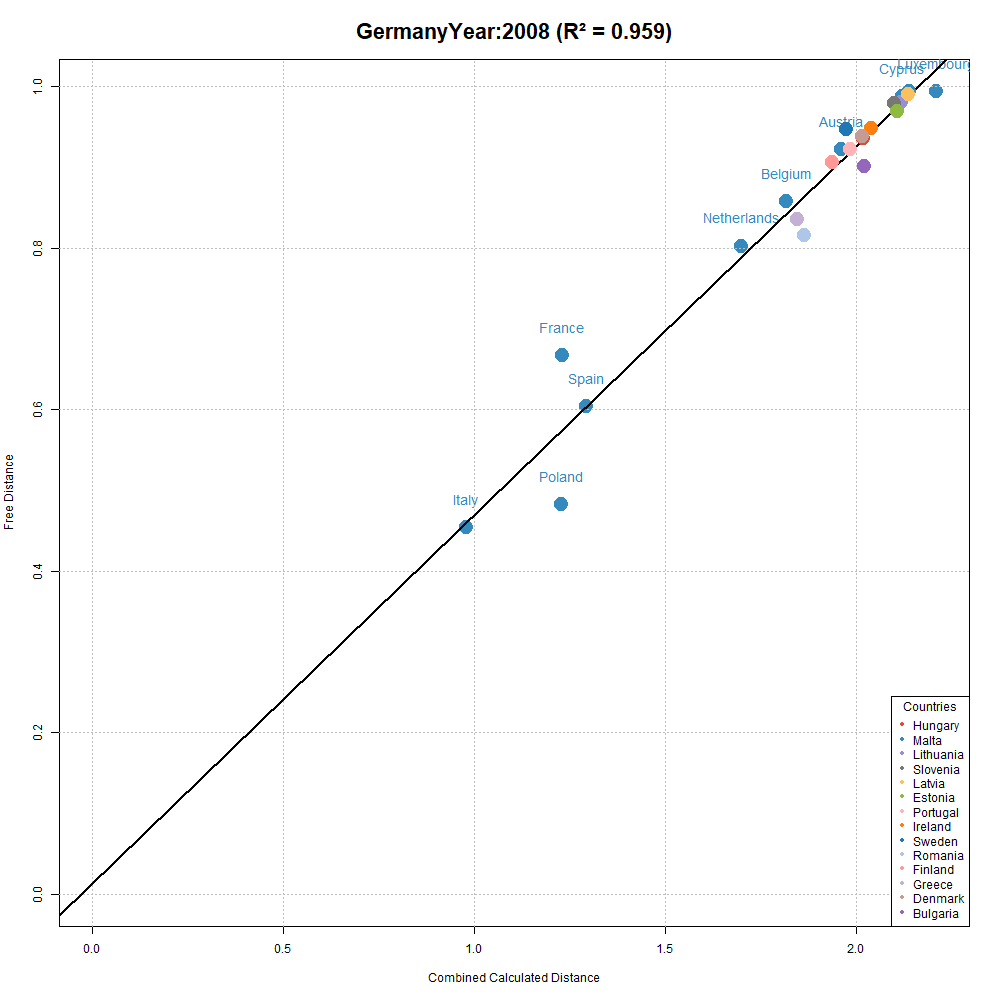 GermanyYear:2008 (R² = 0.959)
Luxembourg
Cyprus
Austria
Belgium
Netherlands
France
Spain
Poland
Italy
1.0
0.8
0.6
0.4
0.2
0.0
Free Distance
0.0 0.5 1.0 1.5 2.0
Combined Calculated Distance
Countries
Hungary
Malta
Lithuania
Slovenia
Latvia
Estonia
Portugal
Ireland
Sweden
Romania
Finland
Greece
Denmark
Bulgaria